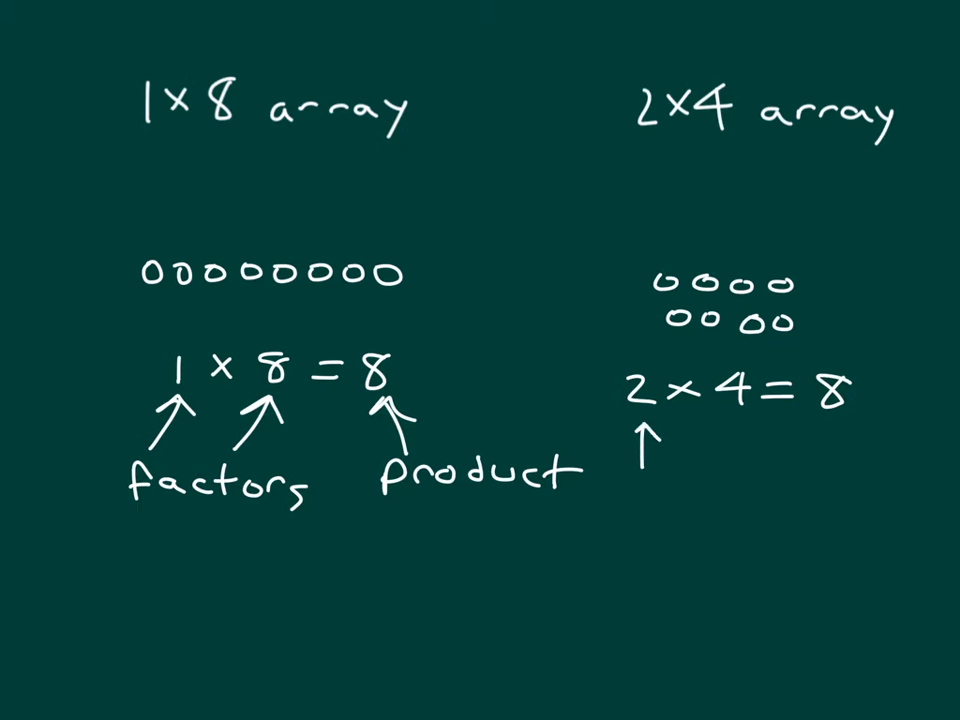 1 × 8 array
2 × 4 array
1 × 8 = 8
factors
product
2 × 4 = 8